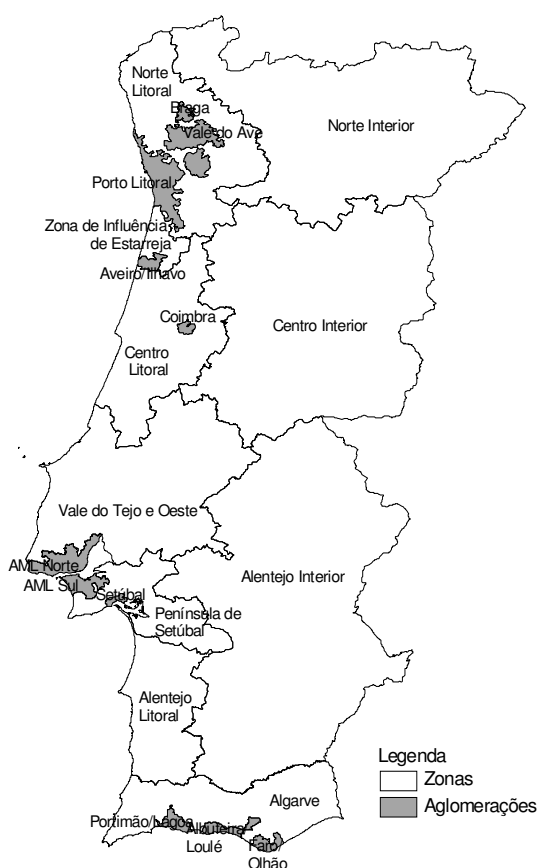 Norte
Litoral
Braga
Vale do Ave
Norte Interior
Porto Litoral
Zona de Influência
de Estarreja
Aveiro/Ílhavo
Coimbra
Centro Interior
Centro
Litoral
Vale do Tejo e Oeste
AML Norte
AML Sul
Setúbal
Península de
Setúbal
Alentejo Interior
Alentejo
Litoral
Legenda
Zonas
Aglomerações
Algarve
Portimão/Lagoa
Albufeira
Loulé
Faro
Olhão